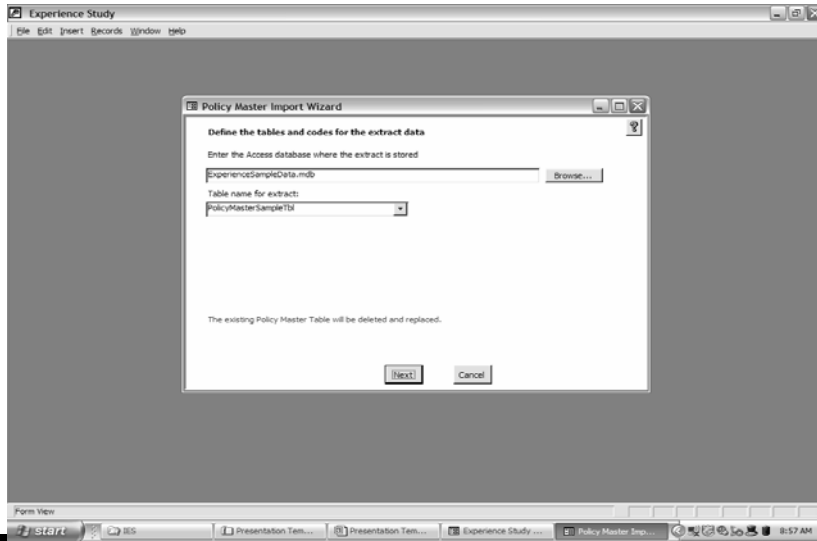 Experience Study
File Edit Insert Records Window Help
Policy Master Import Wizard
Define the tables and codes for the extract data
?
Enter the Access database where the extract is stored
ExperienceSampleData.mdb
Browse...
Table name for extract:
PolicyMasterSampleTbl
The existing Policy Master Table will be deleted and replaced.
Next Cancel
Form View
start IES Presentation Tem... Presentation Tem... Experience Study ... Policy Master Imp... 8:57 AM